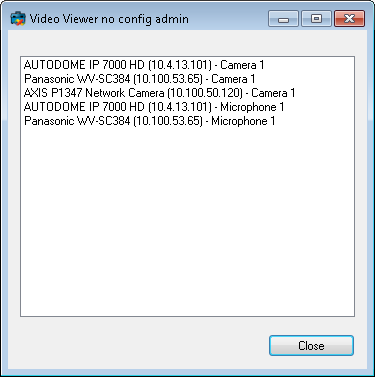 Video Viewer no config admin
AUTODOME IP 7000 HD (10.4.13.101) - Camera 1
Panasonic WV-SC384 (10.100.53.65) - Camera 1
AXIS P1347 Network Camera (10.100.50.120) - Camera 1
AUTODOME IP 7000 HD (10.4.13.101) - Microphone 1
Panasonic WV-SC384 (10.100.53.65) - Microphone 1
Close